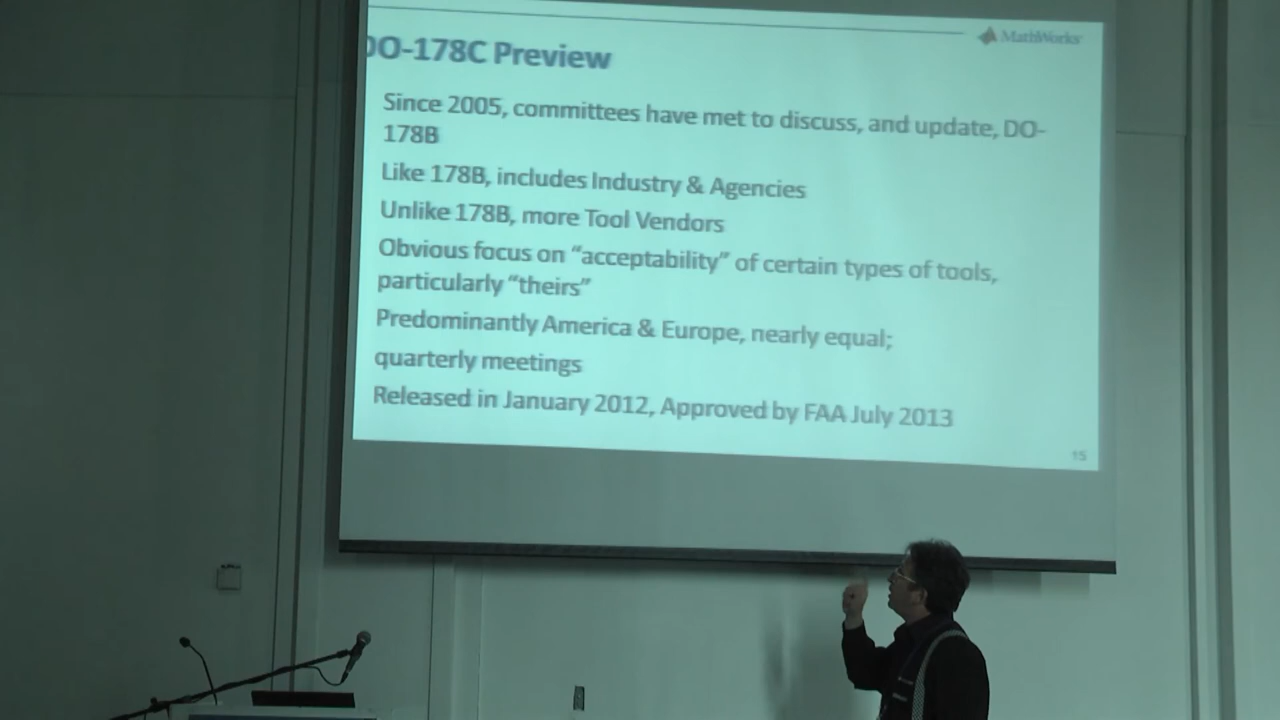 MathWorks
DO-178C Preview
Since 2005, committees have met to discuss, and update, DO-
178B
Like 178B, includes Industry & Agencies
Unlike 178B, more Tool Vendors
Obvious focus on “acceptability” of certain types of tools,
particularly “theirs”
Predominantly America & Europe, nearly equal;
quarterly meetings
Released in January 2012, Approved by FAA July 2013
15